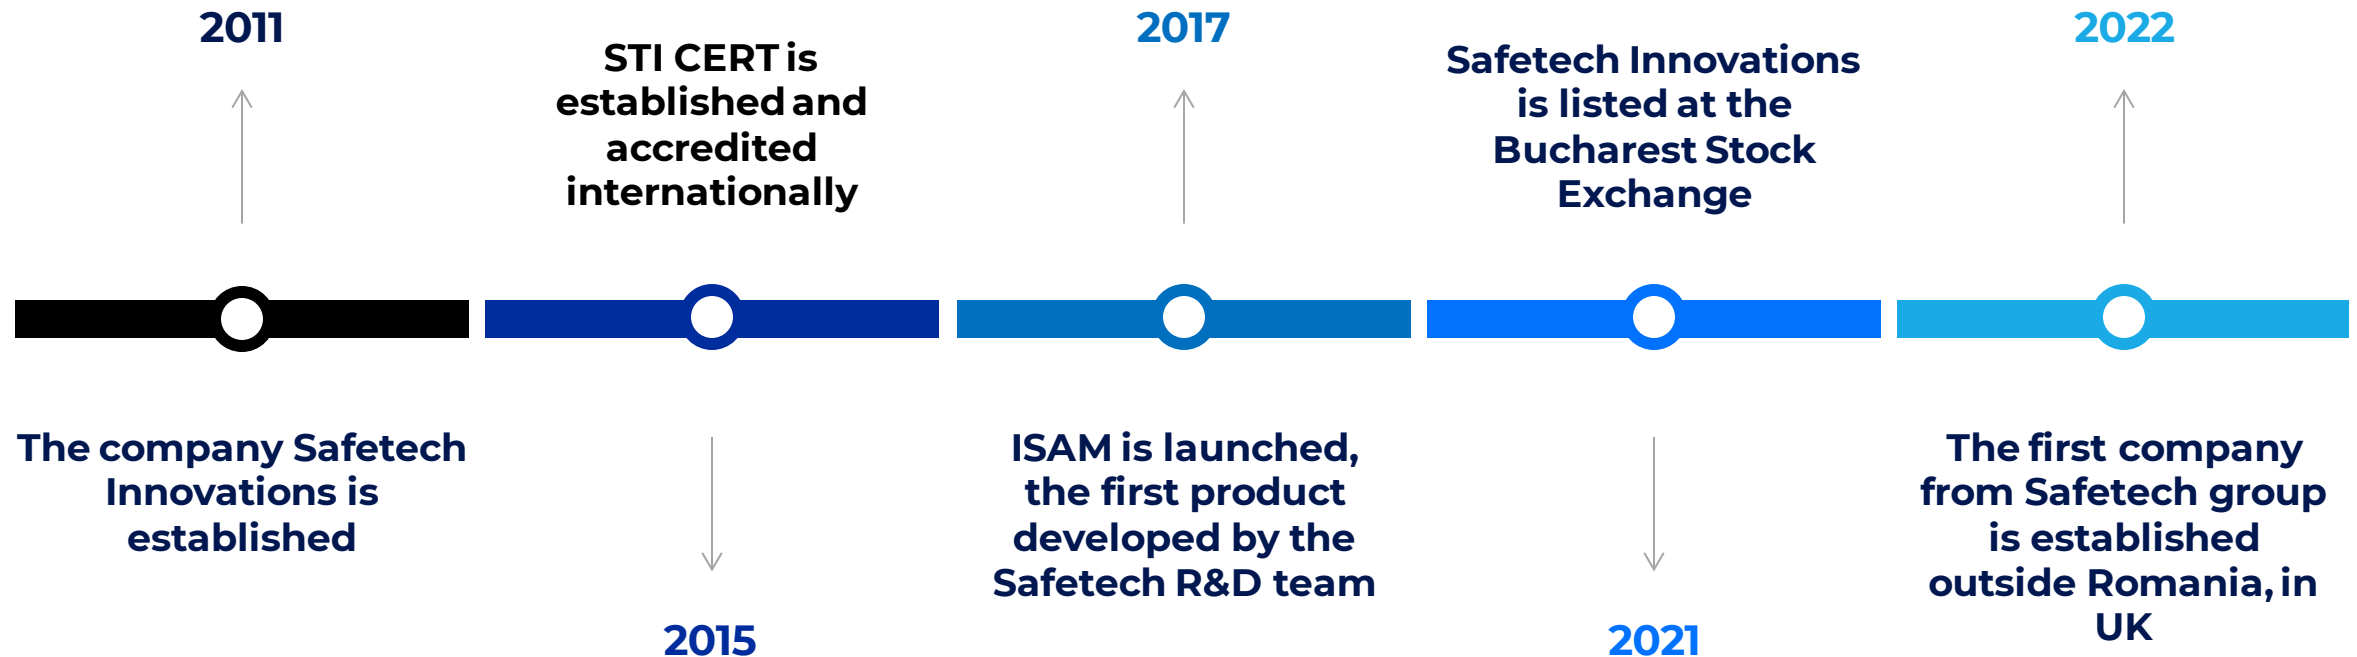 2011
The company Safetech
Innovations is
established
STI CERT is
established and
accredited
internationally
2015
2017
ISAM is launched,
the first product
developed by the
Safetech R&D team
Safetech Innovations
is listed at the
Bucharest Stock
Exchange
2021
2022
The first company
from Safetech group
is established
outside Romania, in
UK